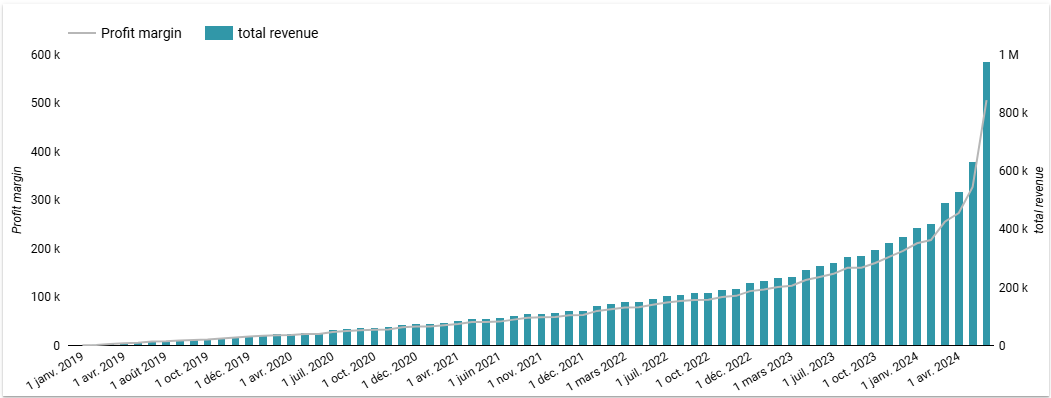 Profit margin total revenue
600 k
500 k
400 k
300 k
200 k
100 k
0
Profit margin
1 M
800 k
600 k
400 k
200 k
0
total revenue
1 janv. 2019
1 avr. 2019
1 août 2019
1 oct. 2019
1 déc. 2019
1 avr. 2020
1 juil. 2020
1 oct. 2020
1 déc. 2020
1 avr. 2021
1 juin 2021
1 nov. 2021
1 déc. 2021
1 mars 2022
1 juil. 2022
1 oct. 2022
1 déc. 2022
1 mars 2023
1 juil. 2023
1 oct. 2023
1 janv. 2024
1 avr. 2024